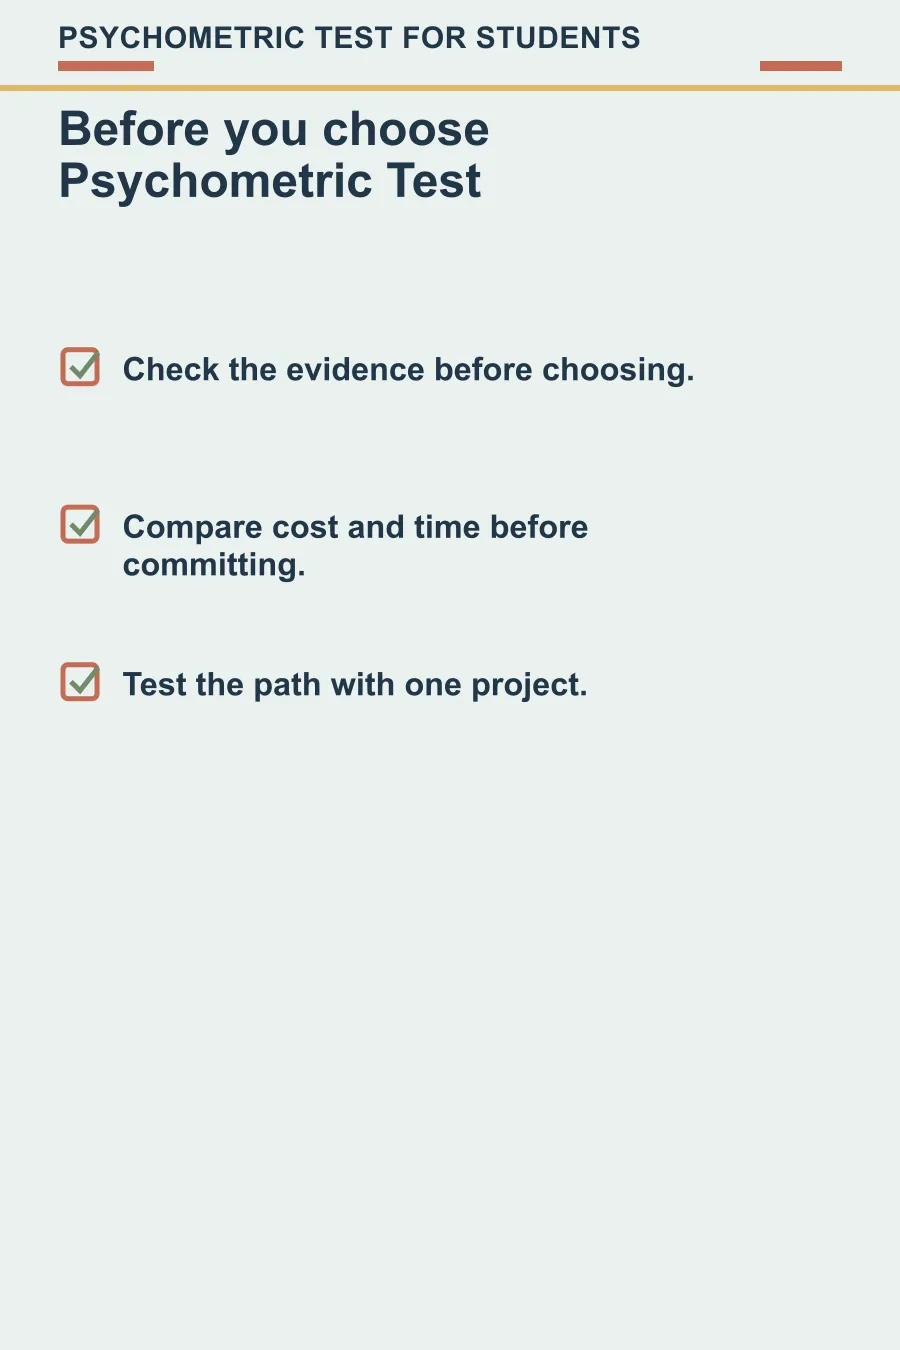 PSYCHOMETRIC TEST FOR STUDENTS
Before you choose
Psychometric Test
Check the evidence before choosing.
Compare cost and time before
committing.
Test the path with one project.